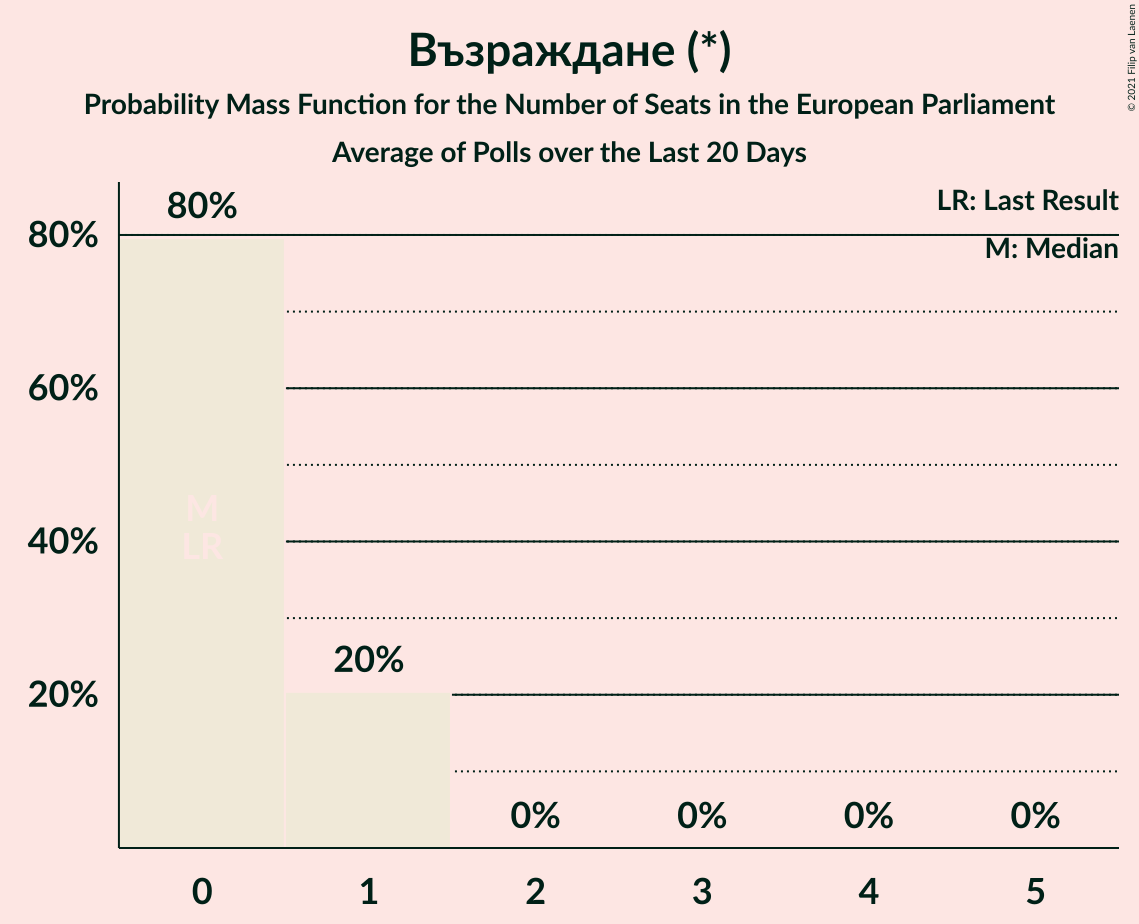 Възраждане (*)
Probability Mass Function for the Number of Seats in the European Parliament
Average of Polls over the Last 20 Days
© 2021 Filip van Laenen
LR: Last Result
M: Median
80%
60%
40%
20%
80%
20%
0%
0%
0%
0%
M
LR
0
1
2
3
4
5